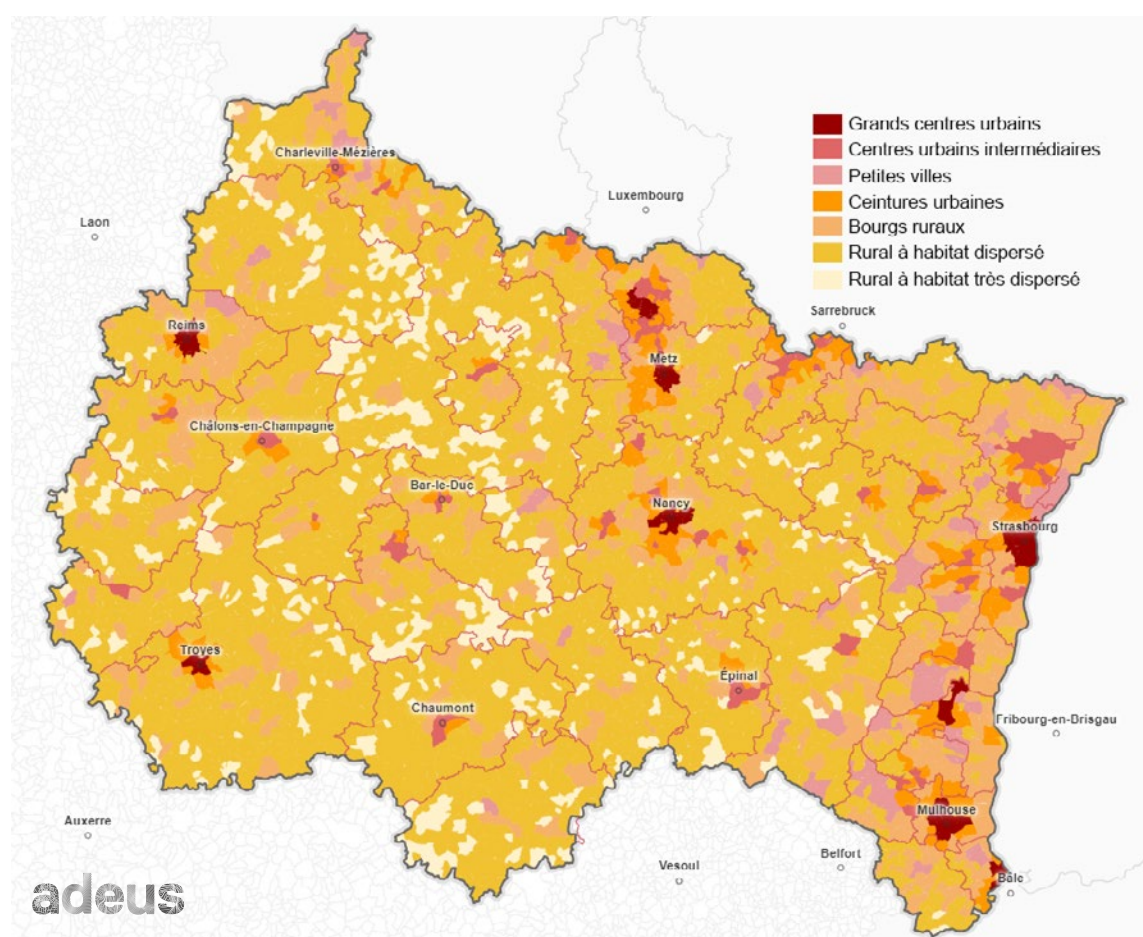 Grands centres urbains
Centres urbains intermédiaires
Petites villes
Ceintures urbaines
Bourgs ruraux
Rural à habitat dispersé
Rural à habitat très dispersé
Charleville-Mézières
Luxembourg
Laon
Sarrebruck
Reims
Metz
Châlons-en-Champagne
Bar-le-Duc
Nancy
Strasbourg
Troyes
Épinal
Chaumont
Fribourg-en-Brisgau
Mulhouse
Auxerre
Belfort
Vesoul
Bâle
adeus